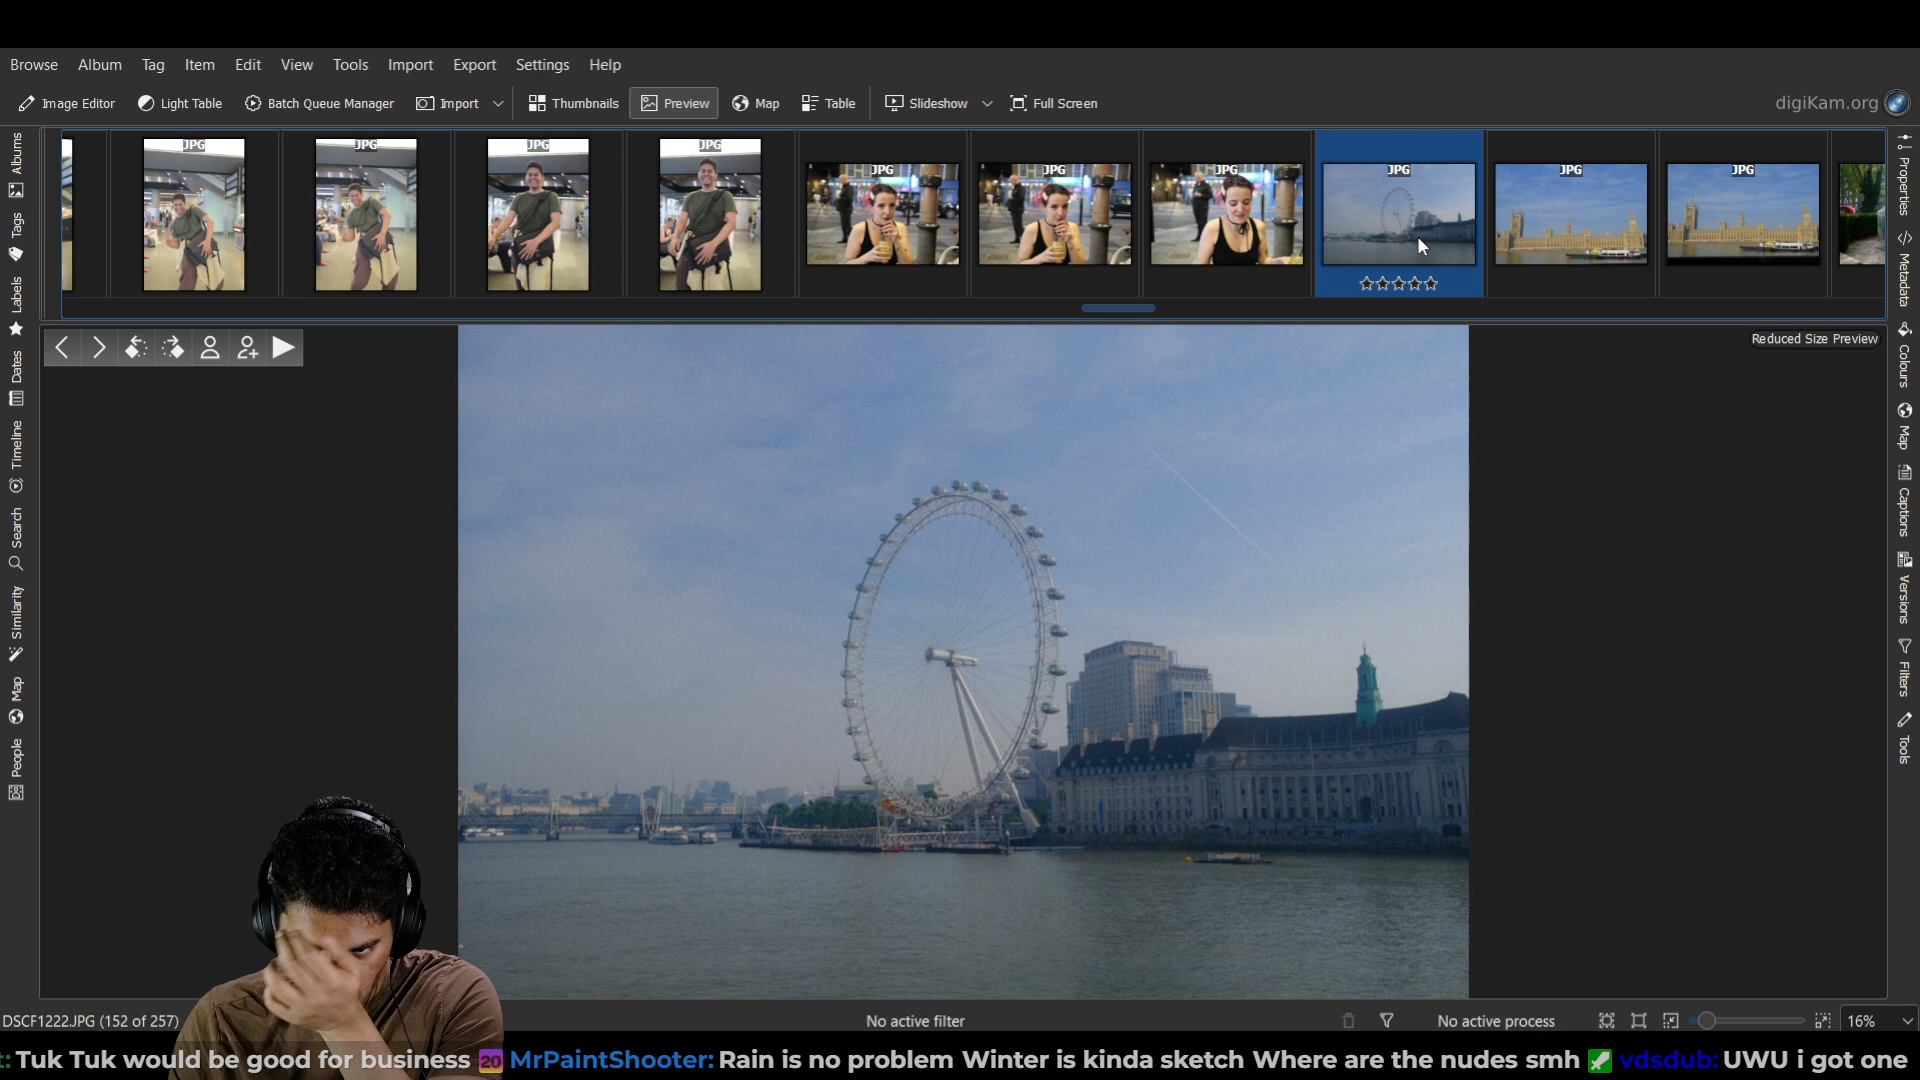 Browse Album Tag Item Edit View Tools Import Export Settings Help
Image Editor Light Table Batch Queue Manager Import Thumbnails Preview Map Table Slideshow Full Screen digiKam.org
JPG JPG JPG JPG JPG JPG JPG JPG JPG JPG
Reduced Size Preview
Albums
Tags
Labels
Dates
Timeline
Search
Similarity
Map
People
Properties
Metadata
Colours
Map
Captions
Versions
Filters
Tools
DSCF1222.JPG (152 of 257) No active filter No active process 16%
: Tuk Tuk would be good for business 20 MrPaintShooter: Rain is no problem Winter is kinda sketch Where are the nudes smh vdsdub: UWU i got one